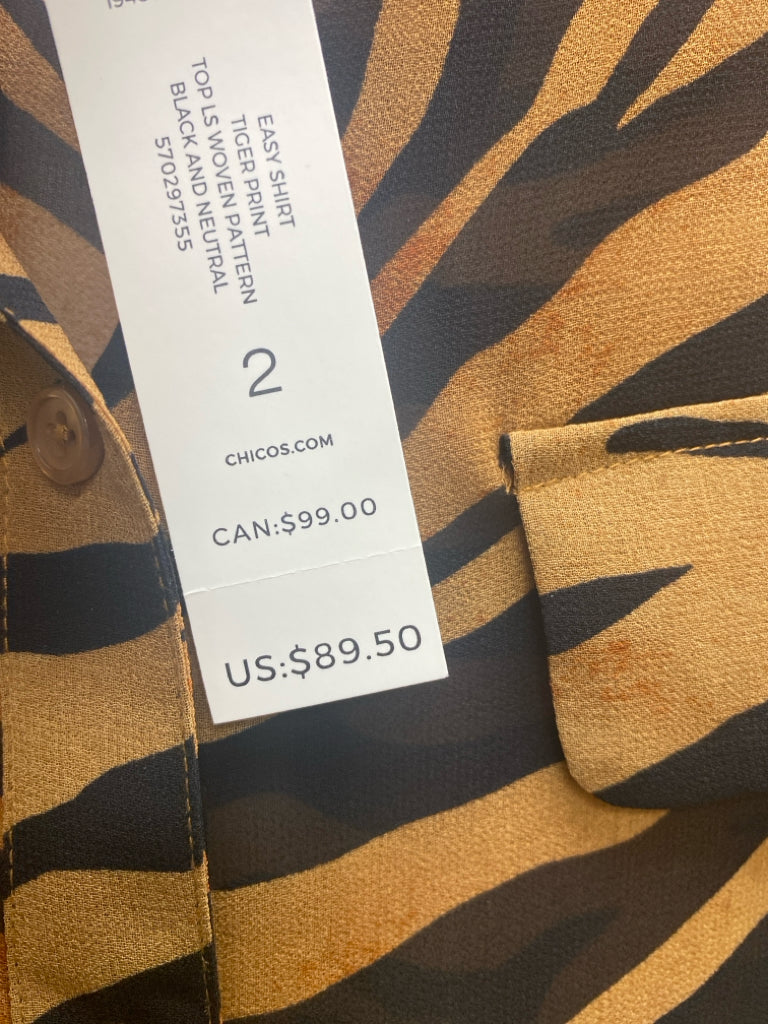 EASY SHIRT
TIGER PRINT
TOP LS WOVEN PATTERN
BLACK AND NEUTRAL
570297355
2
CHICOS.COM
CAN:$99.00
US:$89.50